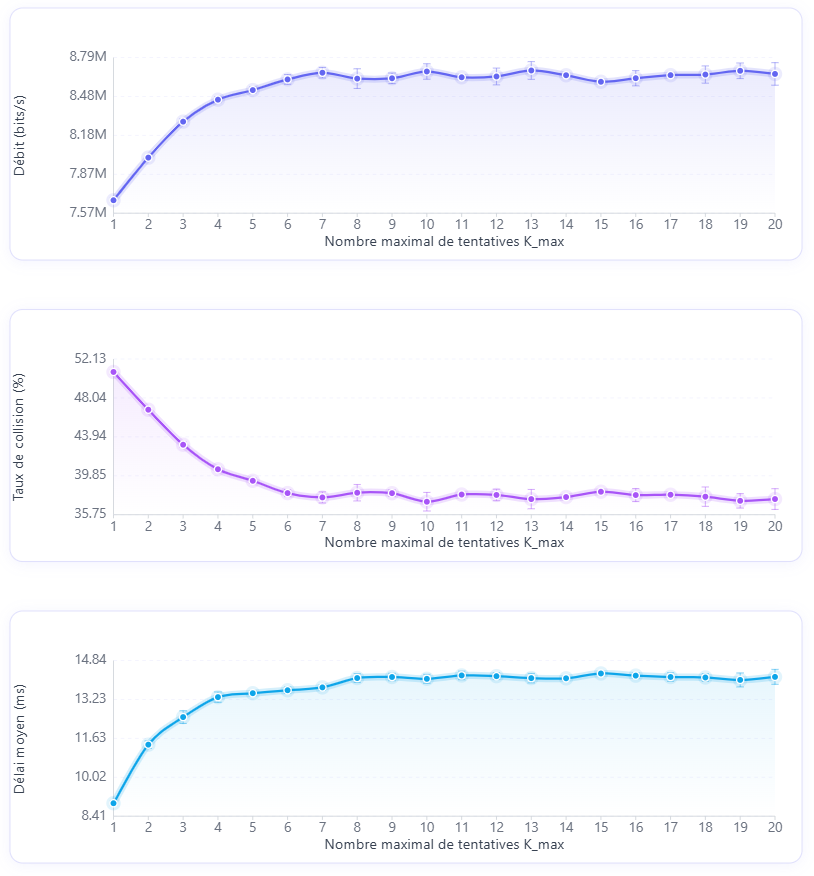 Débit (bits/s)
8.79M
8.48M
8.18M
7.87M
7.57M
1 2 3 4 5 6 7 8 9 10 11 12 13 14 15 16 17 18 19 20
Nombre maximal de tentatives K_max
Taux de collision (%)
52.13
48.04
43.94
39.85
35.75
1 2 3 4 5 6 7 8 9 10 11 12 13 14 15 16 17 18 19 20
Nombre maximal de tentatives K_max
Délai moyen (ms)
14.84
13.23
11.63
10.02
8.41
1 2 3 4 5 6 7 8 9 10 11 12 13 14 15 16 17 18 19 20
Nombre maximal de tentatives K_max